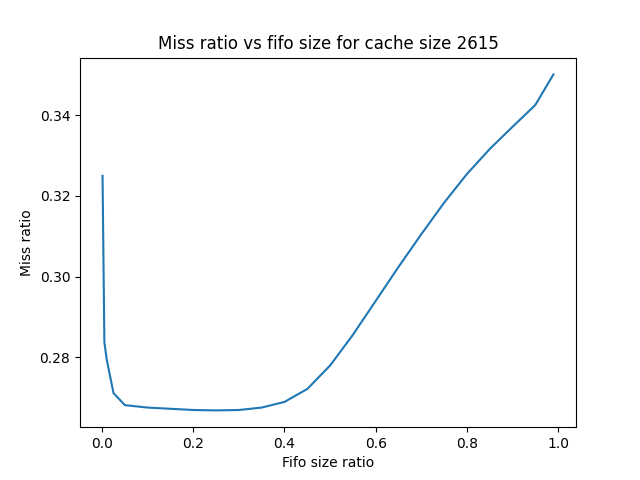 Miss ratio vs fifo size for cache size 2615
0.34
0.32
0.30
0.28
Miss ratio
0.0 0.2 0.4 0.6 0.8 1.0
Fifo size ratio